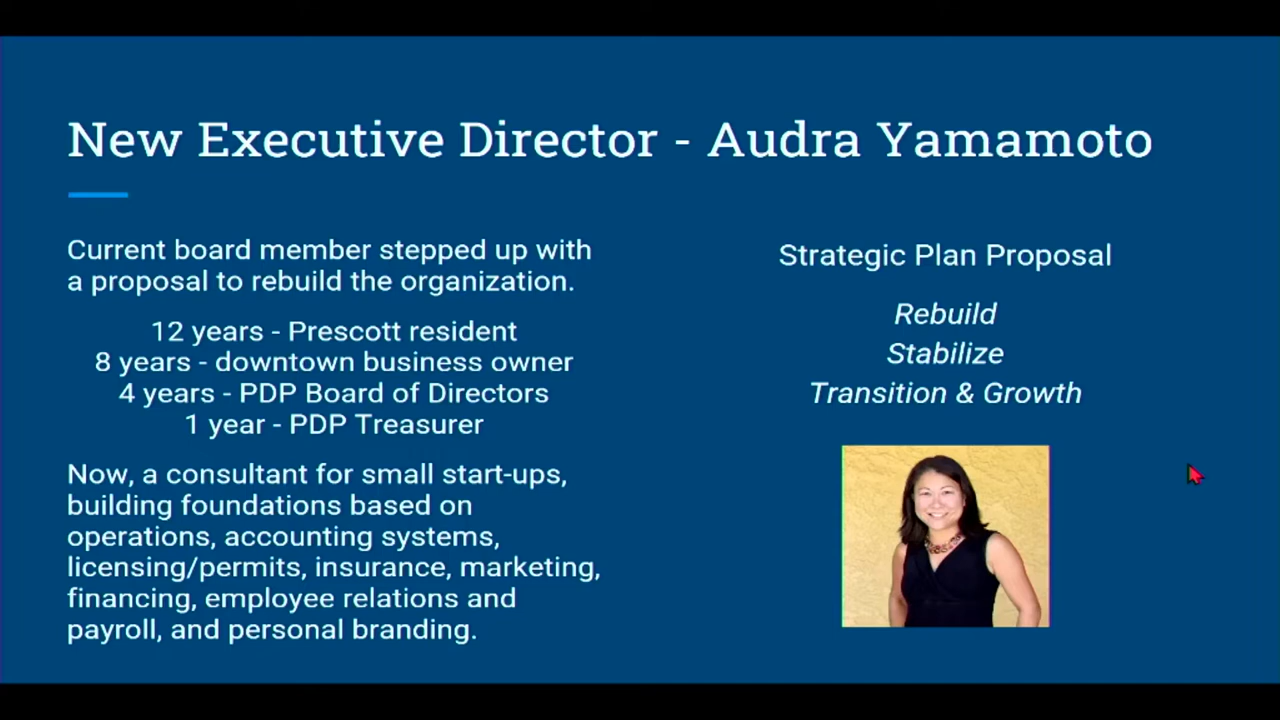 New Executive Director - Audra Yamamoto
Current board member stepped up with
a proposal to rebuild the organization.
12 years - Prescott resident
8 years - downtown business owner
4 years - PDP Board of Directors
1 year - PDP Treasurer
Now, a consultant for small start-ups,
building foundations based on
operations, accounting systems,
licensing/permits, insurance, marketing,
financing, employee relations and
payroll, and personal branding.
Strategic Plan Proposal
Rebuild
Stabilize
Transition & Growth